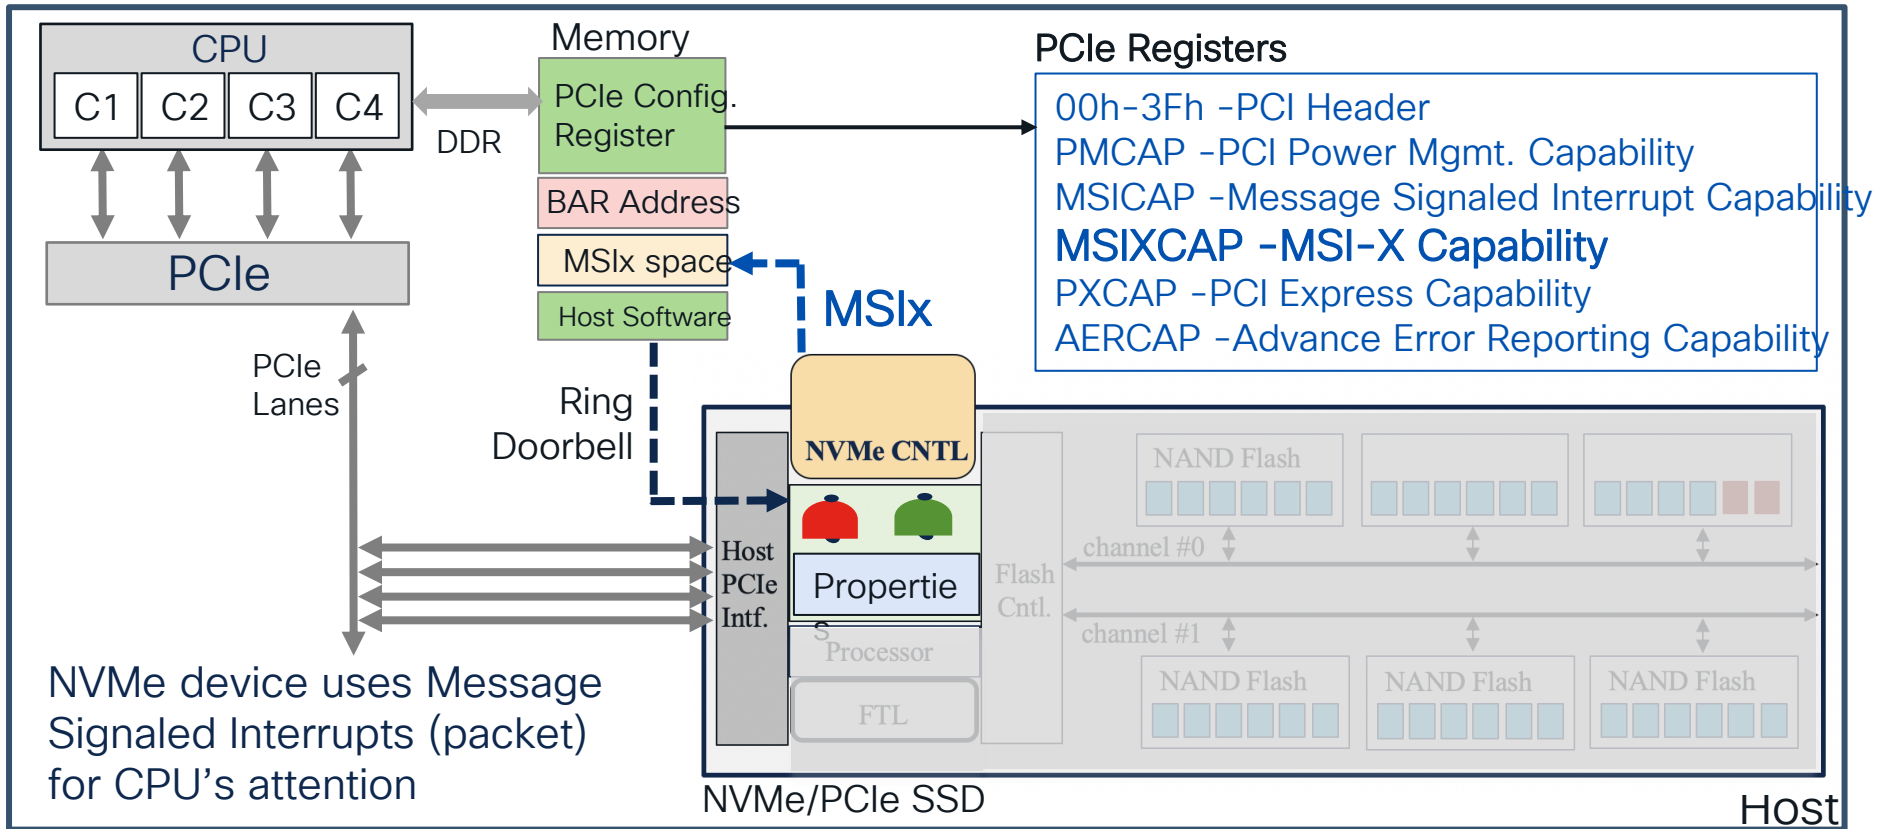 CPU
C1 C2 C3 C4
DDR
PCIe
PCIe
Lanes
Memory
PCIe Config.
Register
BAR Address
MSIx space
Host Software
MSIx
Ring
Doorbell
PCIe Registers
00h-3Fh -PCI Header
PMCAP -PCI Power Mgmt. Capability
MSICAP -Message Signaled Interrupt Capability
MSIXCAP -MSI-X Capability
PXCAP -PCI Express Capability
AERCAP -Advance Error Reporting Capability
NVMe CNTL
Host
PCIe
Intf.
Propertie
s
Processor
FTL
Flash
Cntl.
NAND Flash
channel #0
channel #1
NAND Flash
NAND Flash
NAND Flash
NVMe device uses Message
Signaled Interrupts (packet)
for CPU's attention
NVMe/PCIe SSD
Host